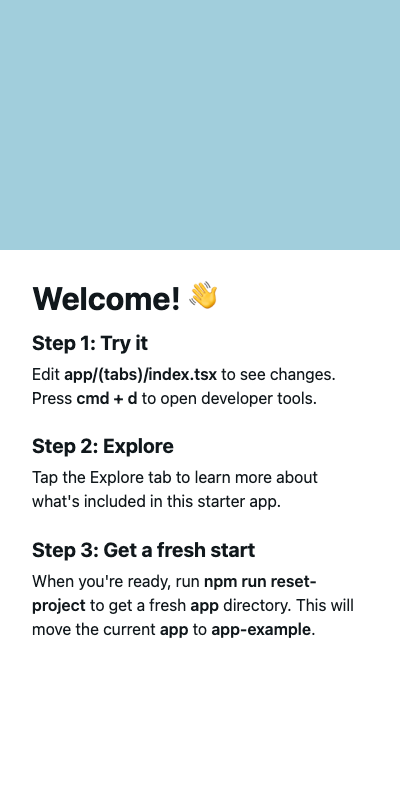 Welcome! 👋
Step 1: Try it
Edit app/(tabs)/index.tsx to see changes.
Press cmd + d to open developer tools.
Step 2: Explore
Tap the Explore tab to learn more about
what's included in this starter app.
Step 3: Get a fresh start
When you're ready, run npm run reset-
project to get a fresh app directory. This will
move the current app to app-example.